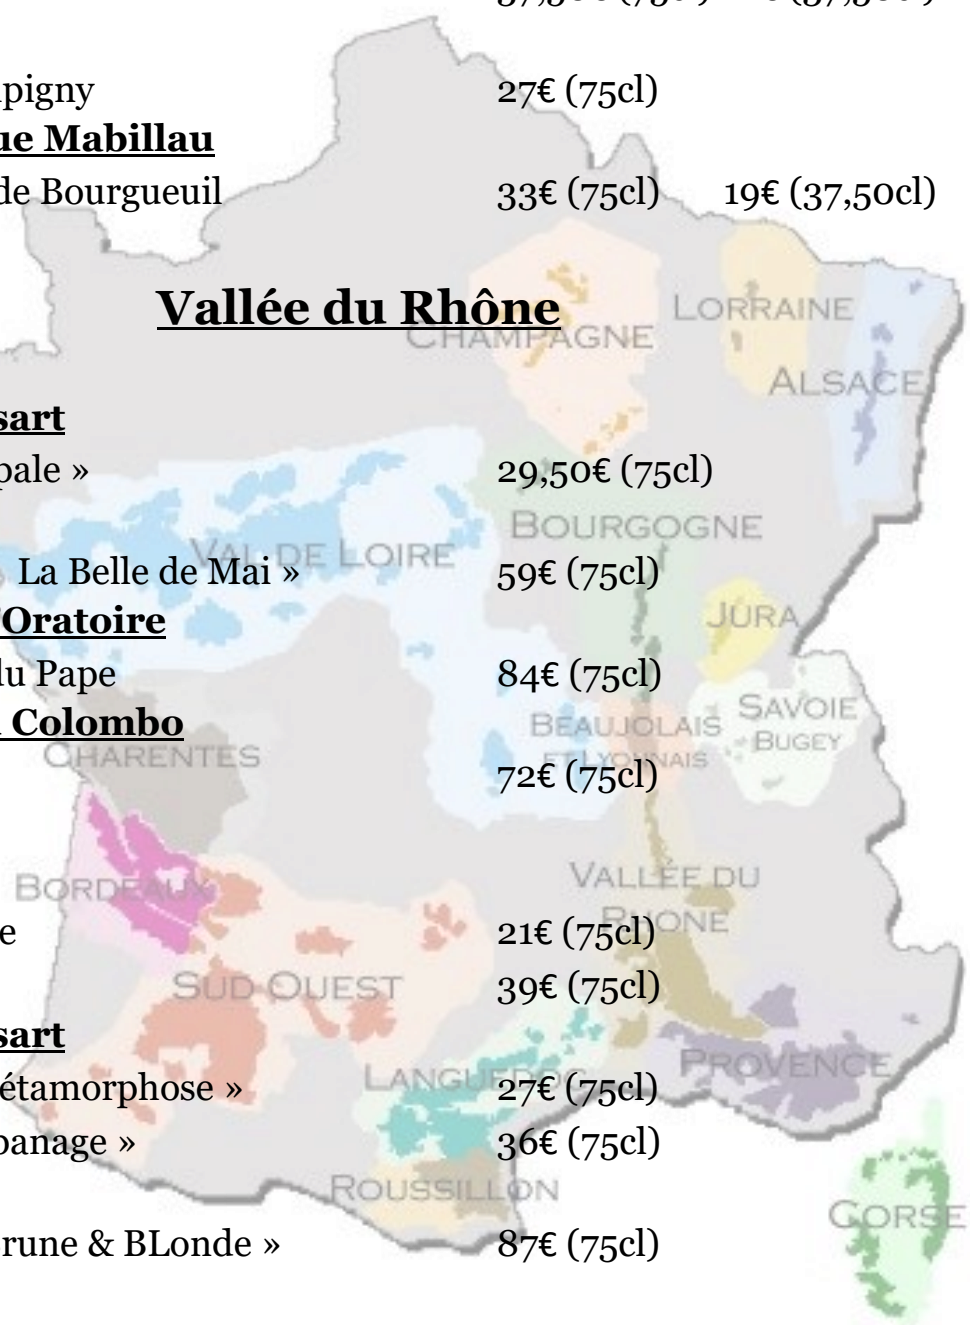 pigny 27€ (75cl)
ue Mabillau
de Bourgueuil 33€ (75cl) 19€ (37,50cl)
Vallée du Rhône
LORRAINE
CHAMPAGNE
ALSACE
sart
pale » 29,50€ (75cl)
BOURGOGNE
VAL DE LOIRE
La Belle de Mai » 59€ (75cl)
'Oratoire
JURA
du Pape 84€ (75cl)
Colombo
SAVOIE
BUGEY
BEAUJOLAIS
ET LYONNAIS
CHARENTES
72€ (75cl)
VALLÉE DU
RHONE
BORDEAUX
e 21€ (75cl)
SUD OUEST 39€ (75cl)
sart
PROVENCE
LANGUEDOC
étamorphose » 27€ (75cl)
panage » 36€ (75cl)
ROUSSILLON
CORSE
rune & BLonde » 87€ (75cl)